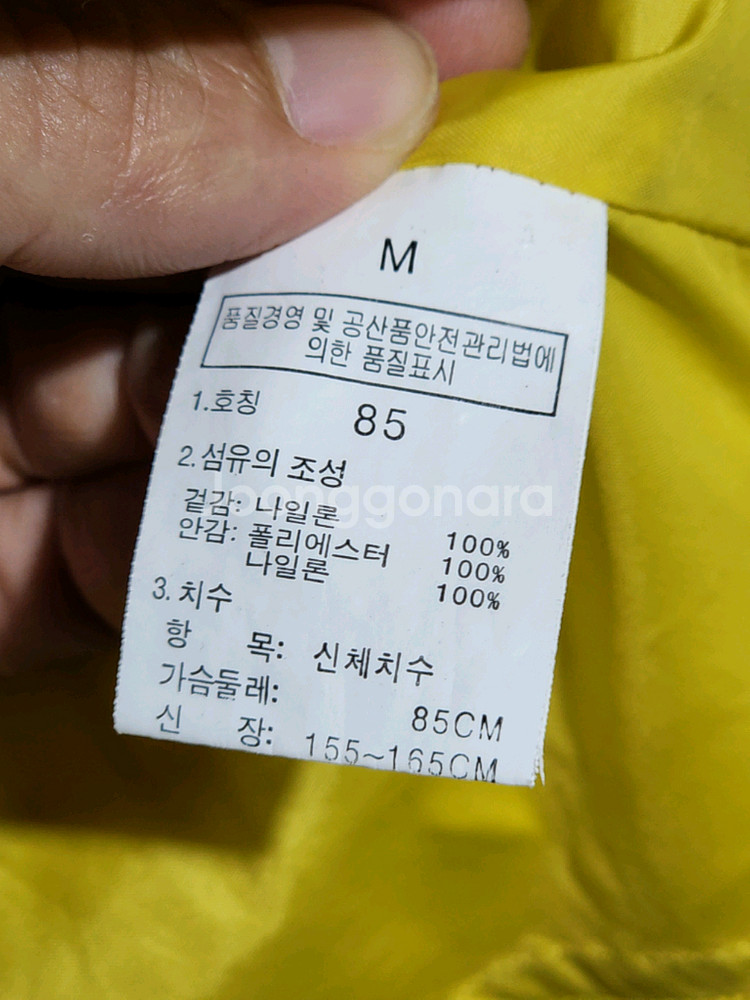 M
품질경영 및 공산품안전관리법에
의한 품질표시
1.호칭 85
2.섬유의 조성
겉감: 나일론 100%
안감: 폴리에스터 100%
나일론 100%
3.치수
항 목: 신체치수
가슴둘레: 85CM
신 장: 155~165CM
joonggonara